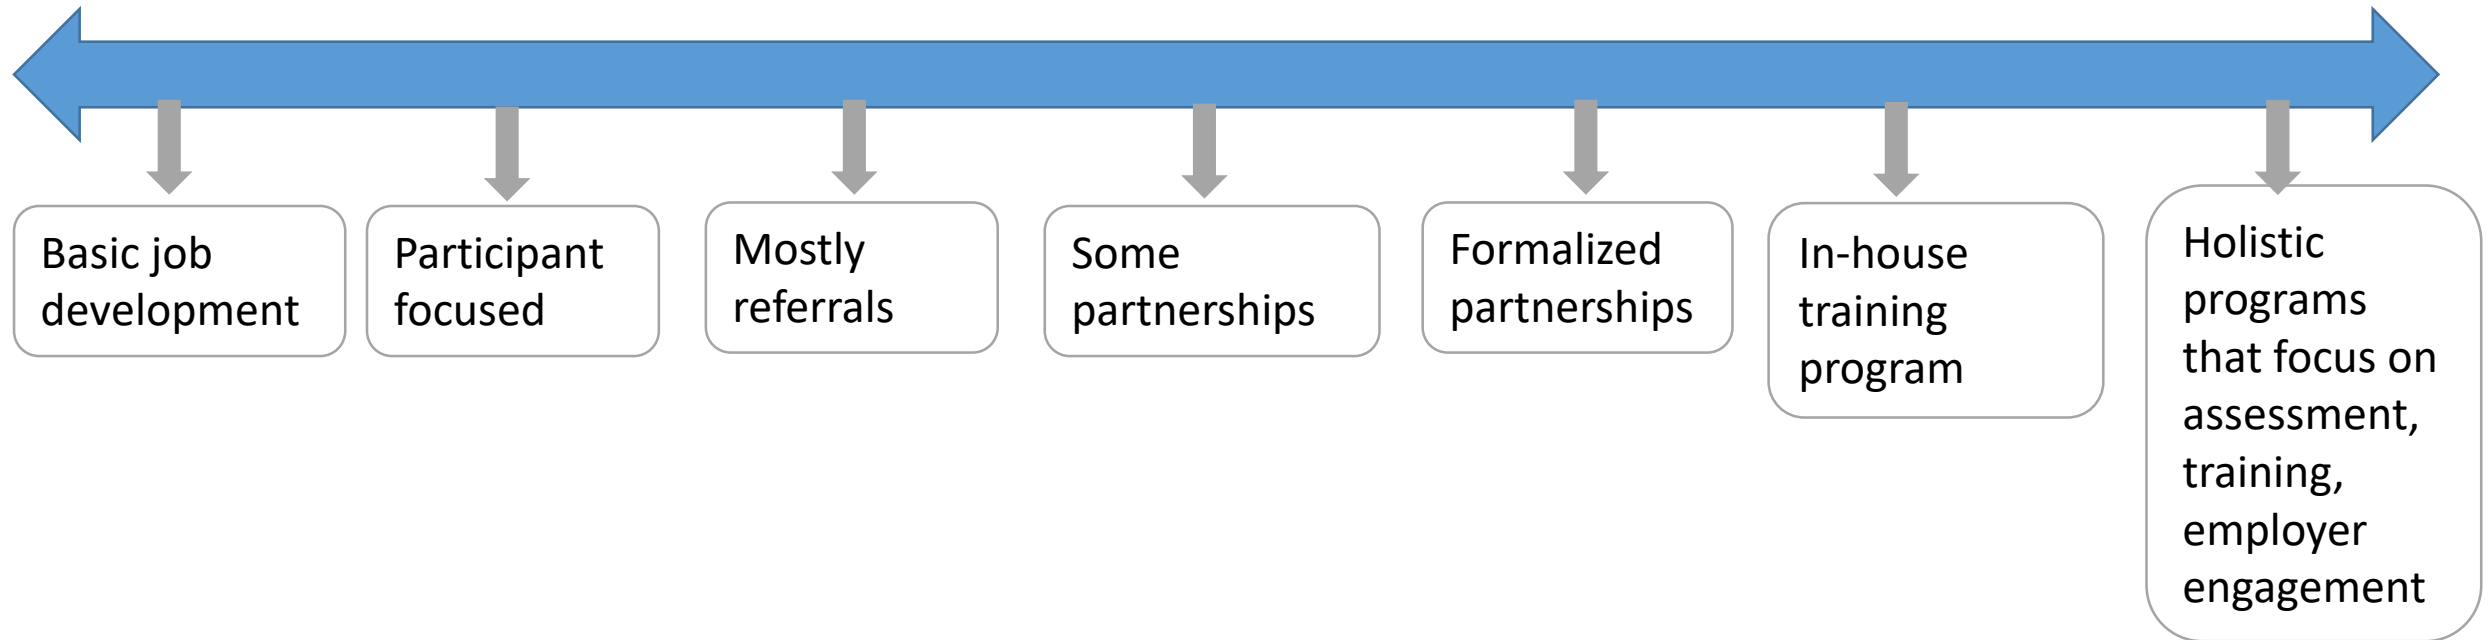 Basic job
development
Participant
focused
Mostly
referrals
Some
partnerships
Formalized
partnerships
In-house
training
program
Holistic
programs
that focus on
assessment,
training,
employer
engagement